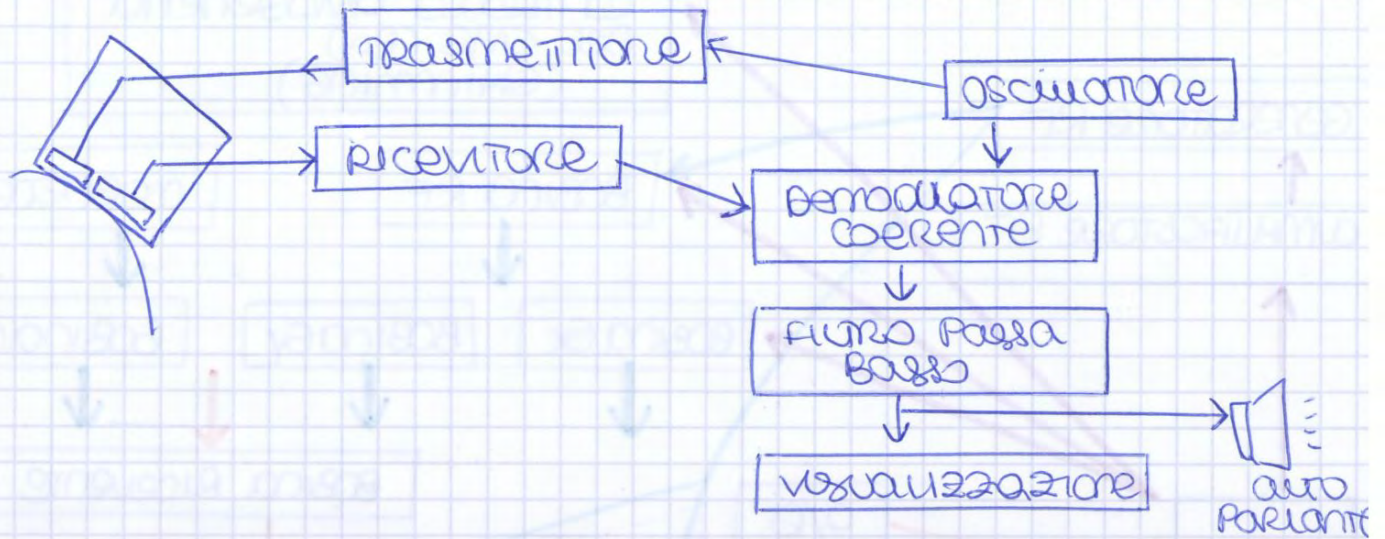 TRASMETTITORE
OSCILLATORE
RICEVITORE
DEMODULATORE
COERENTE
FILTRO PASSA
BASSO
VISUALIZZAZIONE
ALTO
PARLANTE